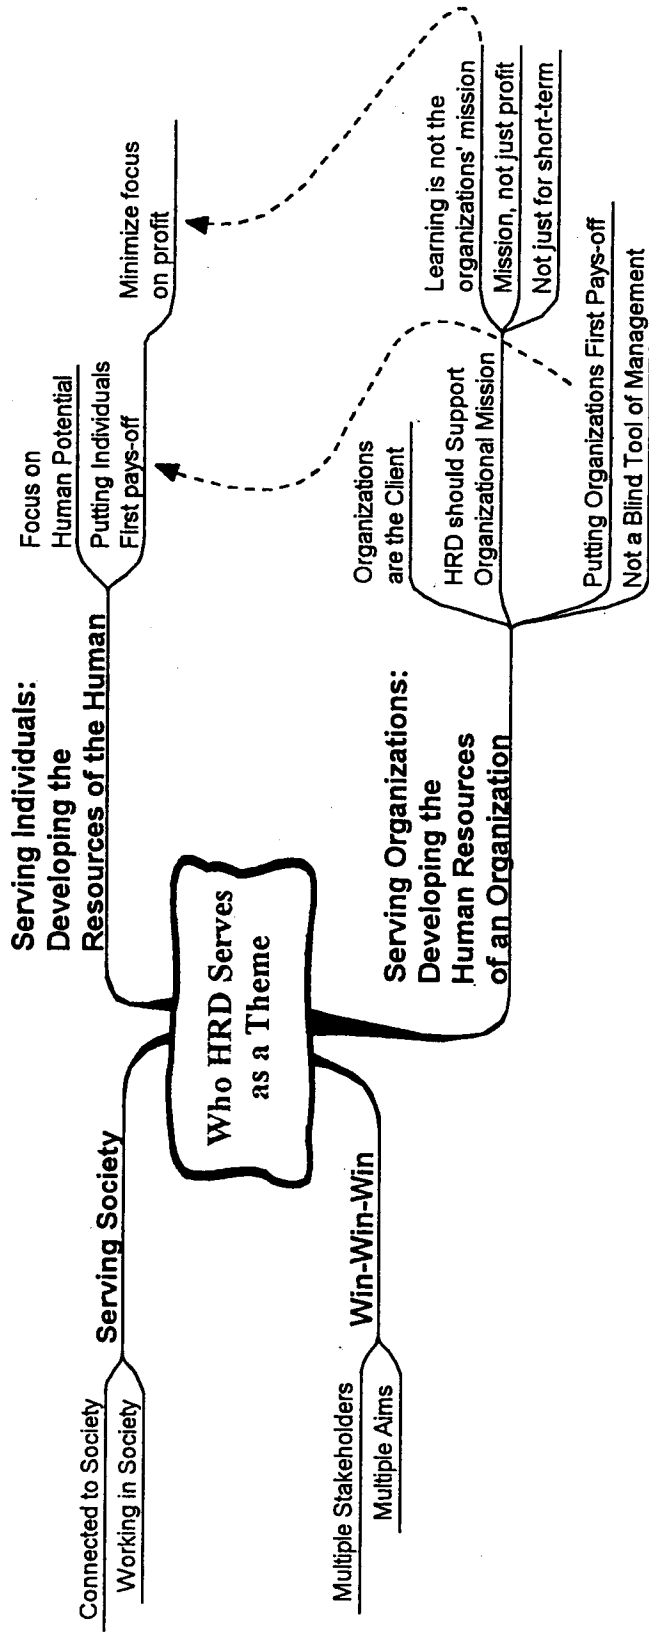 Who HRD Serves
as a Theme
Serving Individuals:
Developing the
Resources of the Human
Focus on
Human Potential
Putting Individuals
First pays-off
Minimize focus
on profit
Serving Organizations:
Developing the
Human Resources
of an Organization
Organizations
are the Client
HRD should Support
Organizational Mission
Learning is not the
organizations' mission
Mission, not just profit
Not just for short-term
Putting Organizations First Pays-off
Not a Blind Tool of Management
Serving Society
Connected to Society
Working in Society
Win-Win-Win
Multiple Stakeholders
Multiple Aims